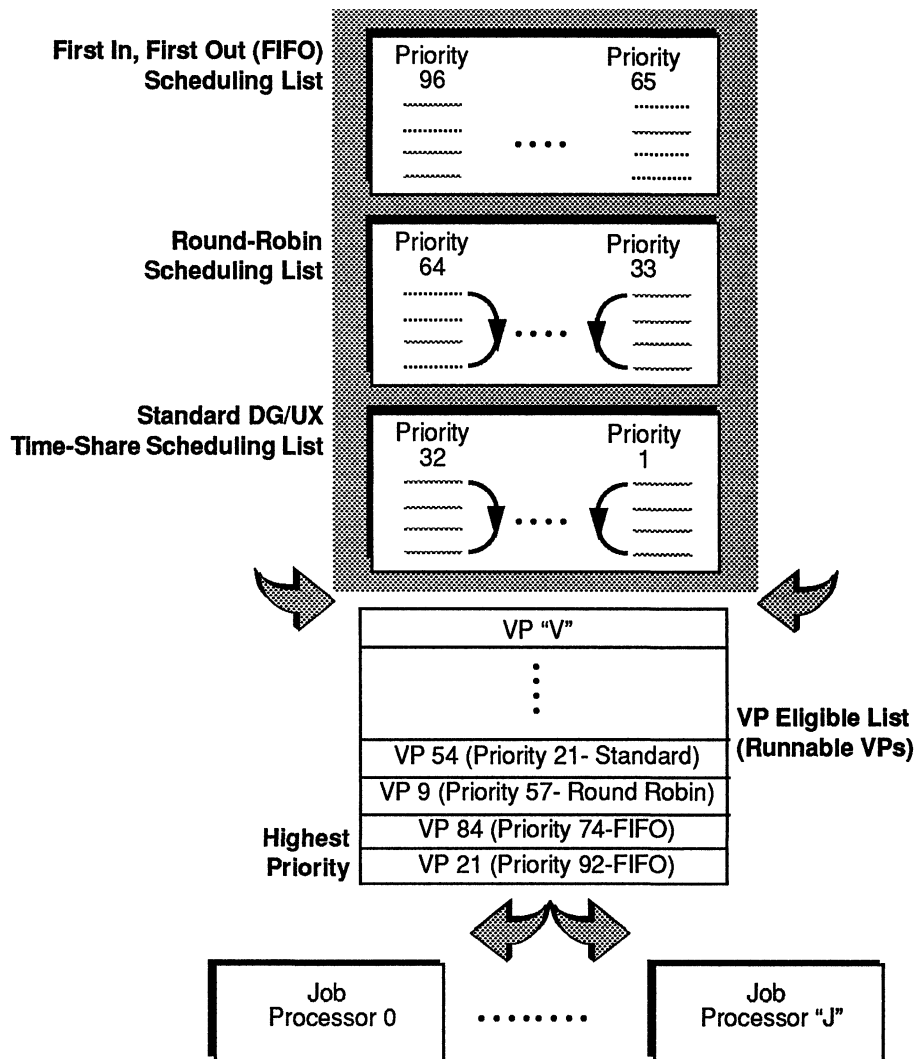 First In, First Out (FIFO)
Scheduling List
Priority
96
Priority
65
Round-Robin
Scheduling List
Priority
64
Priority
33
Standard DG/UX
Time-Share Scheduling List
Priority
32
Priority
1
VP “V”
VP Eligible List
(Runnable VPs)
VP 54 (Priority 21- Standard)
VP 9 (Priority 57- Round Robin)
VP 84 (Priority 74-FIFO)
VP 21 (Priority 92-FIFO)
Highest
Priority
Job
Processor 0
Job
Processor “J”